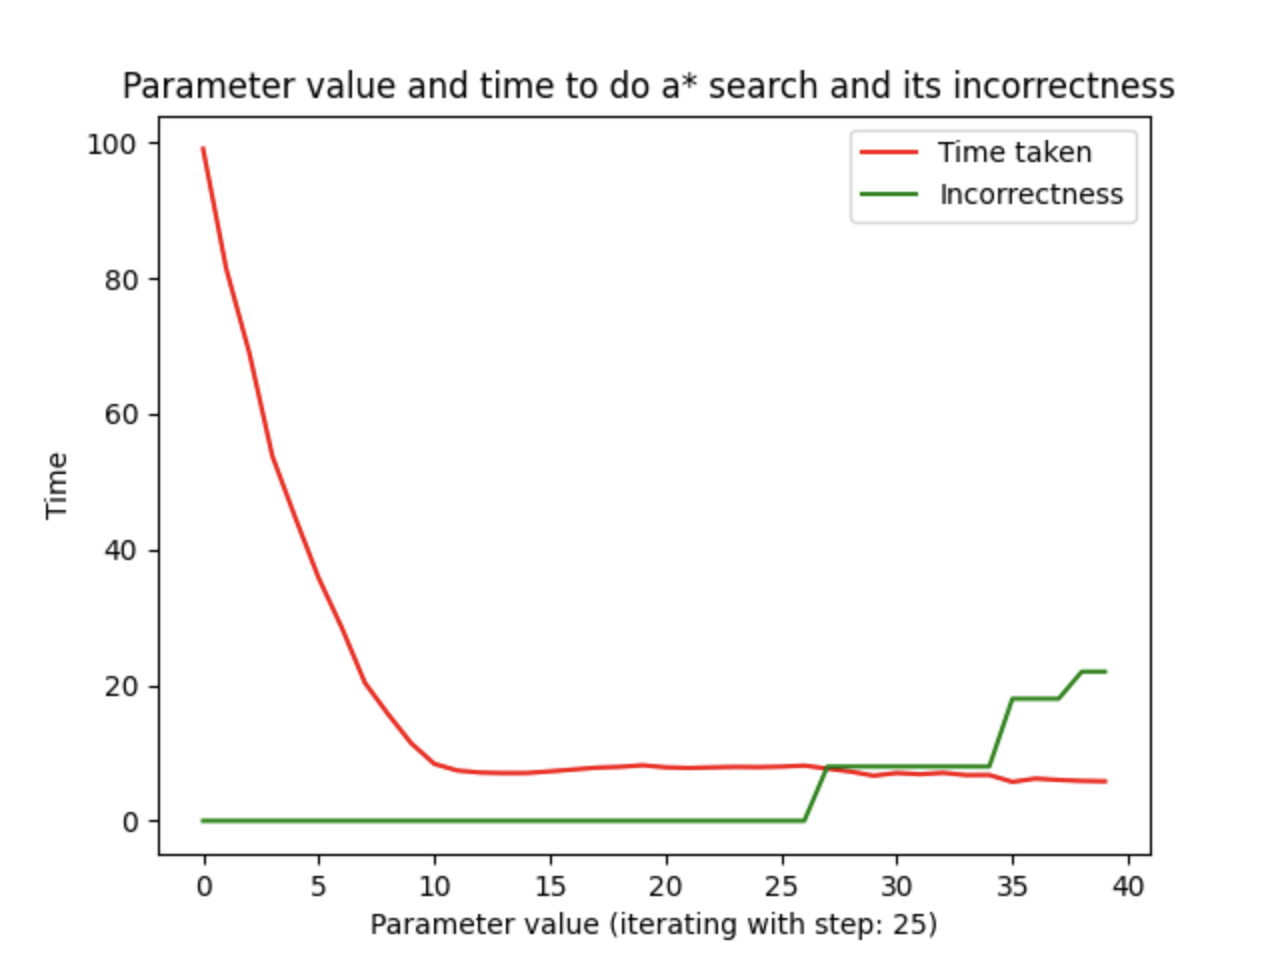 Parameter value and time to do a* search and its incorrectness
Time taken
Incorrectness
100
80
60
40
20
0
Time
0 5 10 15 20 25 30 35 40
Parameter value (iterating with step: 25)